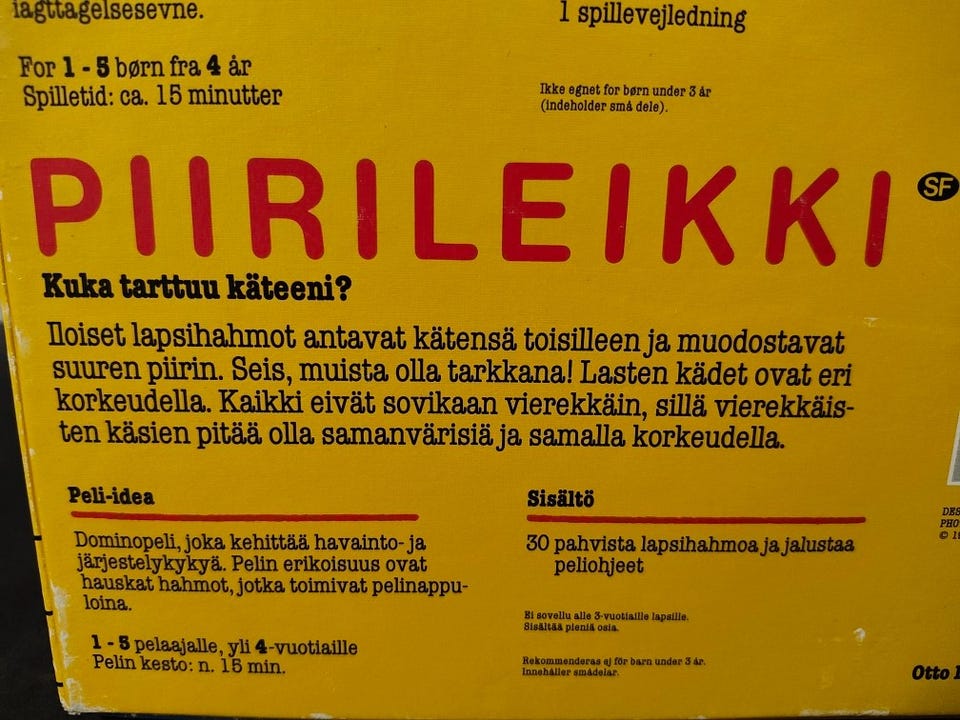 iagttagelsesevne.
1 spillevejledning
For 1 - 5 børn fra 4 år
Spilletid: ca. 15 minutter
Ikke egnet for børn under 3 år
(indeholder små dele).
PIIRILEIKKI
SF
Kuka tarttuu käteeni?
Iloiset lapsihahmot antavat kätensä toisilleen ja muodostavat
suuren piirin. Seis, muista olla tarkkana! Lasten kädet ovat eri
korkeudella. Kaikki eivät sovikaan vierekkäin, sillä vierekkäis-
ten käsien pitää olla samanvärisiä ja samalla korkeudella.
Peli-idea
Dominopeli, joka kehittää havainto- ja
järjestelykykyä. Pelin erikoisuus ovat
hauskat hahmot, jotka toimivat pelinappu-
loina.
1 - 5 pelaajalle, yli 4-vuotiaille
Pelin kesto: n. 15 min.
Sisältö
30 pahvista lapsihahmoa ja jalustaa
peliohjeet
Ei sovellu alle 3-vuotiaille lapsille.
Sisältää pieniä osia.
Rekommenderas ej för barn under 3 år.
Innehåller smådelar.
DES
PHO
©
Otto